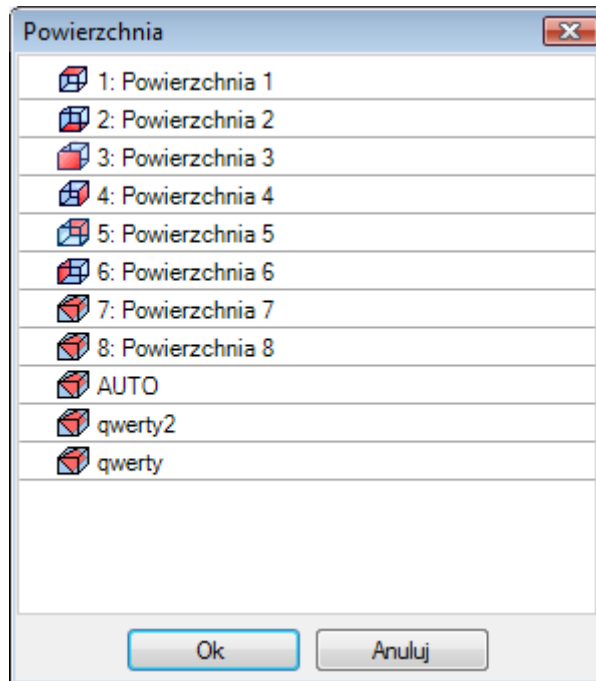 Powierzchnia
1: Powierzchnia 1
2: Powierzchnia 2
3: Powierzchnia 3
4: Powierzchnia 4
5: Powierzchnia 5
6: Powierzchnia 6
7: Powierzchnia 7
8: Powierzchnia 8
AUTO
qwerty2
qwerty
Ok Anuluj